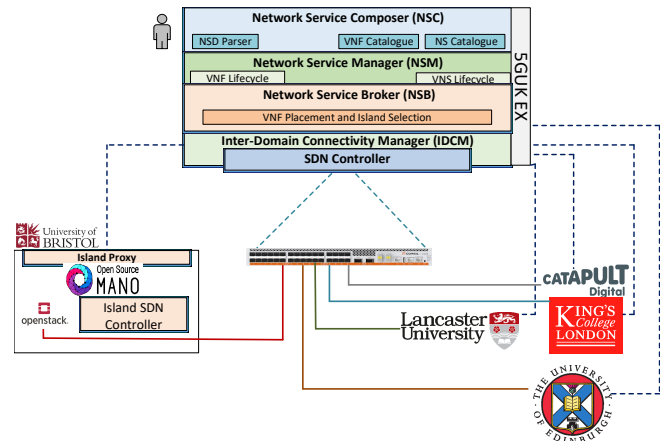 Network Service Composer (NSC)
NSD Parser
VNF Catalogue
NS Catalogue
Network Service Manager (NSM)
VNF Lifecycle
VNS Lifecycle
Network Service Broker (NSB)
VNF Placement and Island Selection
Inter-Domain Connectivity Manager (IDCM)
SDN Controller
5GUK EX
University of
BRISTOL
Island Proxy
Open Source
MANO
openstack.
Island SDN
Controller
CATAPULT
Digital
Lancaster
University
KING'S
College
LONDON
THE UNIVERSITY
OF EDINBURGH